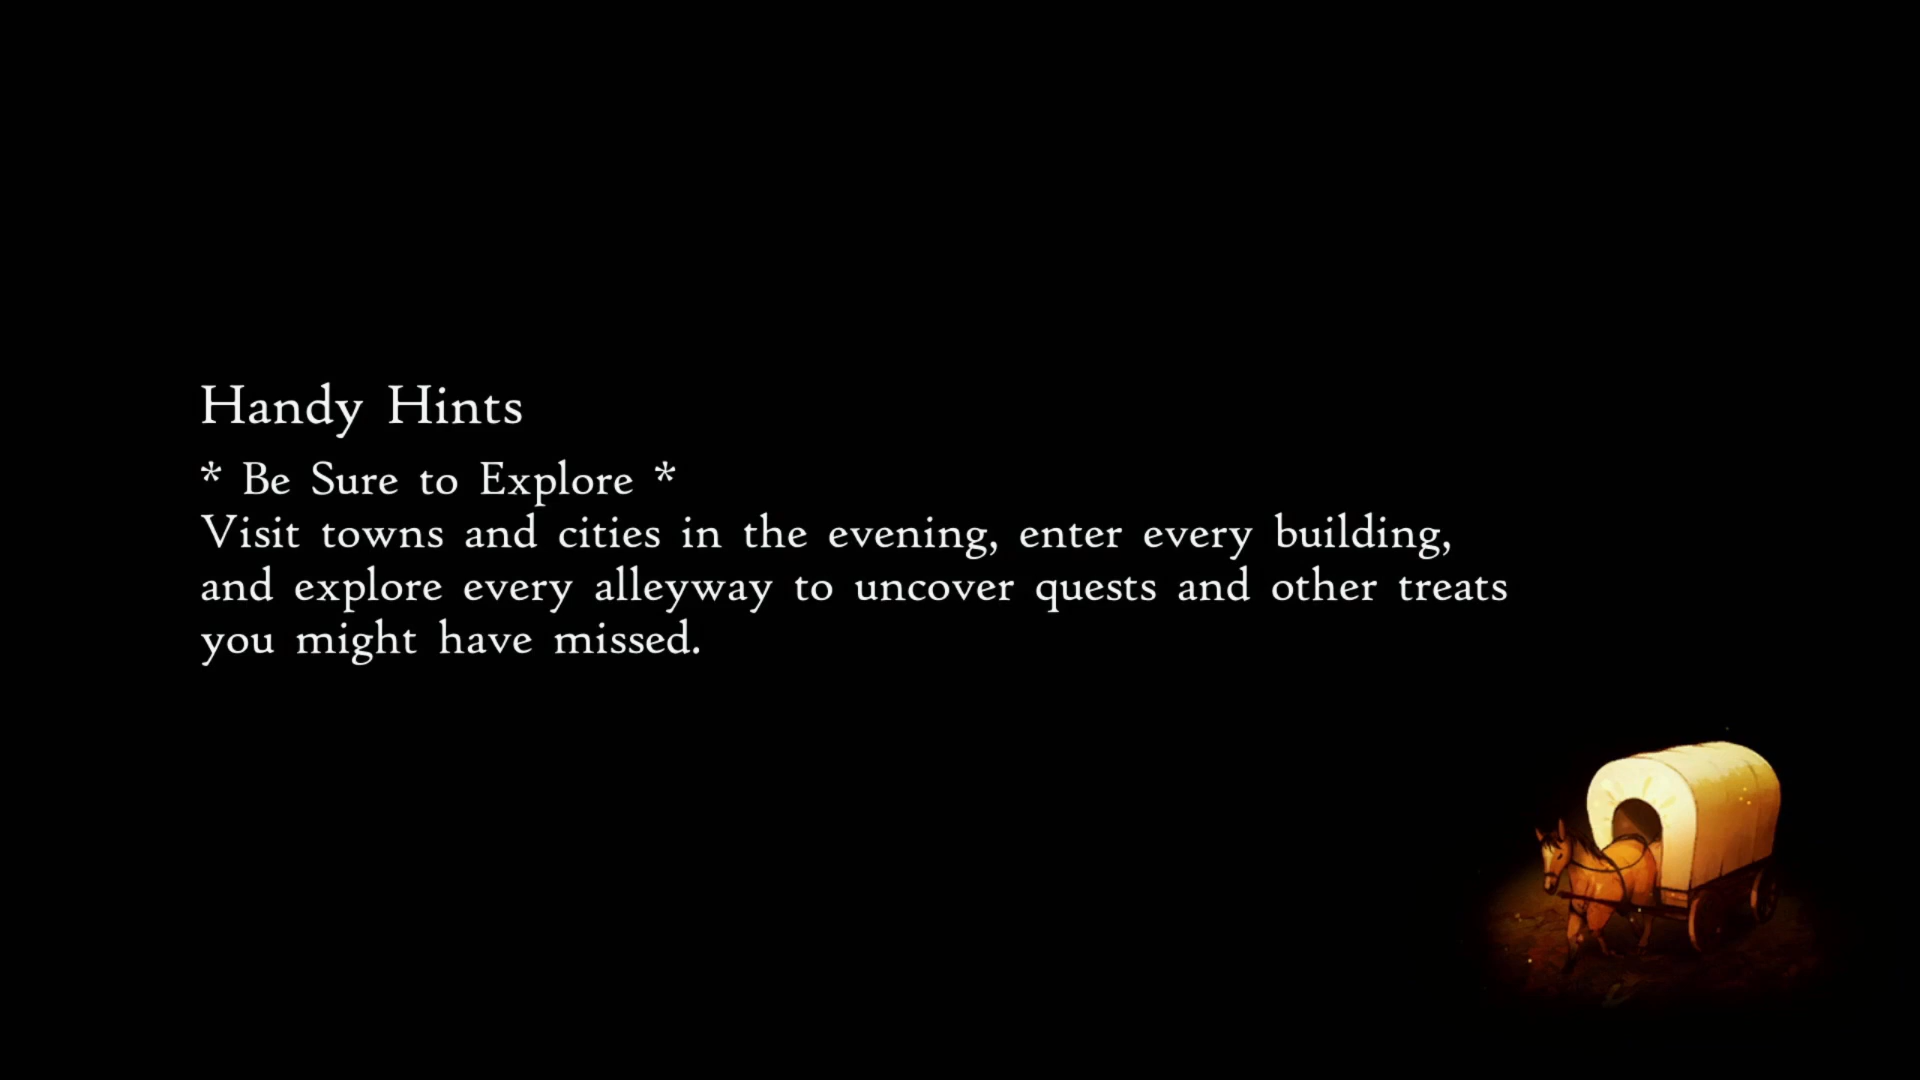 Handy Hints
* Be Sure to Explore *
Visit towns and cities in the evening, enter every building,
and explore every alleyway to uncover quests and other treats
you might have missed.